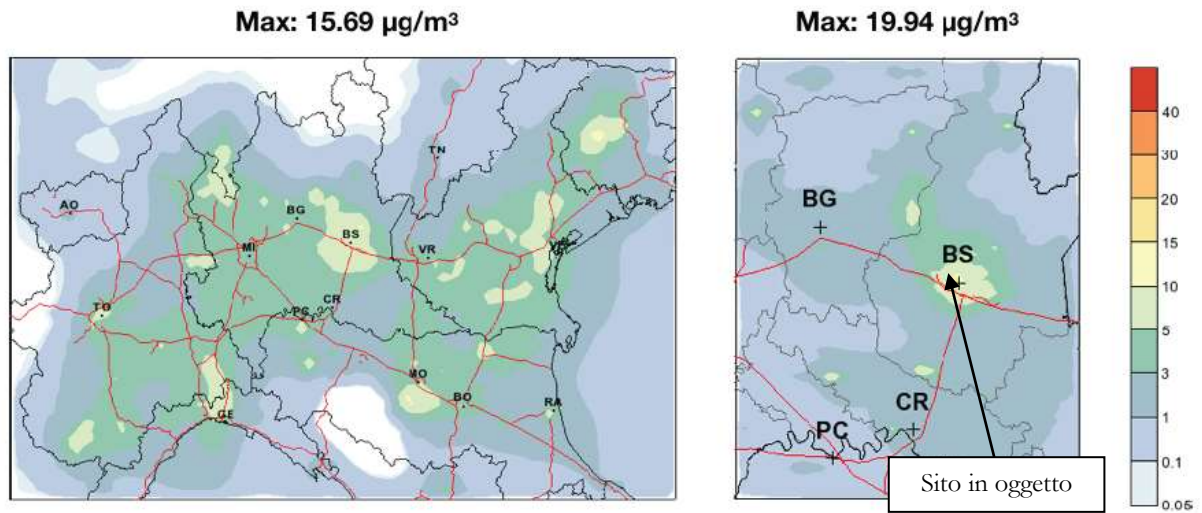 Max: 15.69 µg/m³
Max: 19.94 µg/m³
AO
TO
MI
BG
BS
TN
VR
VE
PC
CR
GE
MO
BO
RA
BG
BS
CR
PC
Sito in oggetto
40
30
20
15
10
5
3
1
0.1
0.05